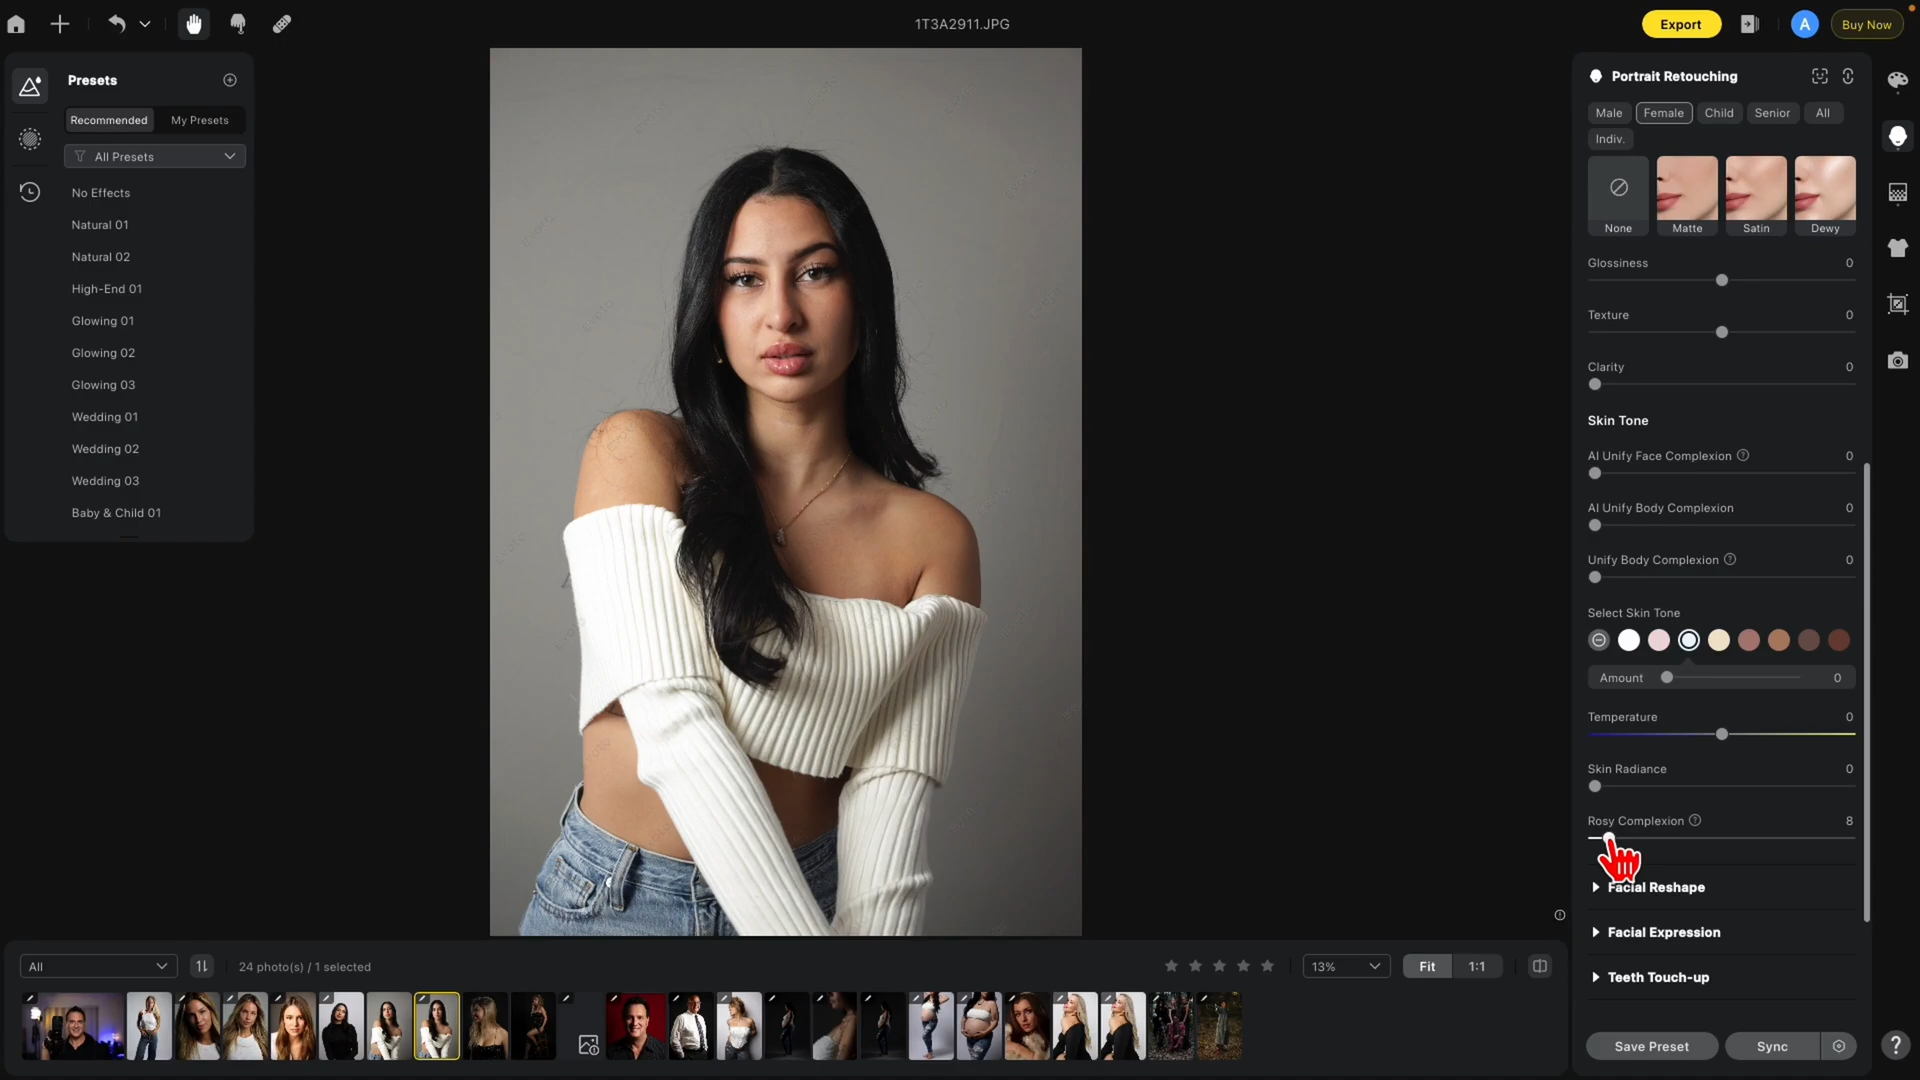 1T3A2911.JPG
Export
A
Buy Now
Presets
Recommended
My Presets
All Presets
No Effects
Natural 01
Natural 02
High-End 01
Glowing 01
Glowing 02
Glowing 03
Wedding 01
Wedding 02
Wedding 03
Baby & Child 01
Portrait Retouching
Male
Female
Child
Senior
All
Indiv.
None
Matte
Satin
Dewy
Glossiness 0
Texture 0
Clarity 0
Skin Tone
AI Unify Face Complexion ? 0
AI Unify Body Complexion 0
Unify Body Complexion ? 0
Select Skin Tone
Amount 0
Temperature 0
Skin Radiance 0
Rosy Complexion ? 8
Facial Reshape
Facial Expression
Teeth Touch-up
All
24 photo(s) / 1 selected
13%
Fit
1:1
Save Preset
Sync
?